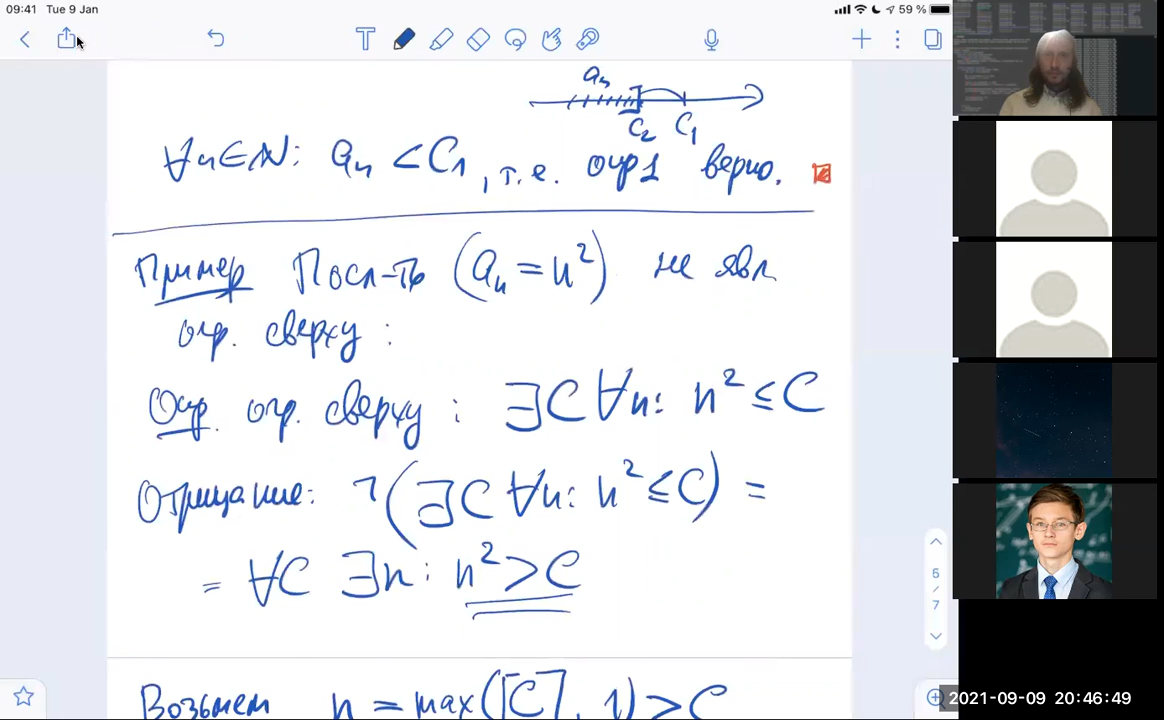 09:41 Tue 9 Jan
59 %
aₙ
C₂ C₁
∀n∈ℕ: aₙ < C₁, т.е. опр1 верно.
Пример Посл-ть (aₙ = n²) не явл
огр. сверху:
Опр. огр. сверху: ∃C ∀n: n² ≤ C
Отрицание: ¬(∃C ∀n: n² ≤ C) =
= ∀C ∃n: n² > C
5
/
7
Возьмем n = max(⌈C⌉, 1) > C
2021-09-09 20:46:49